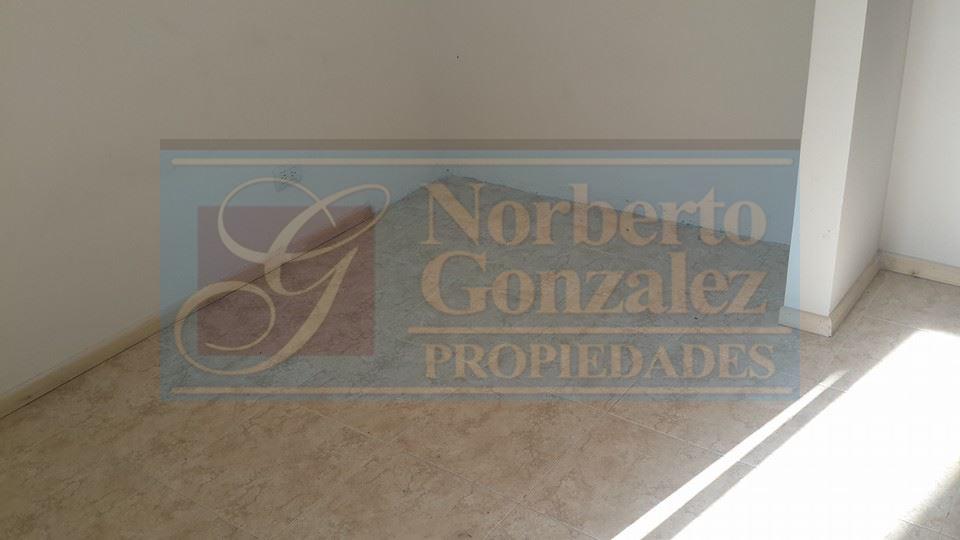 G
Norberto
Gonzalez
PROPIEDADES